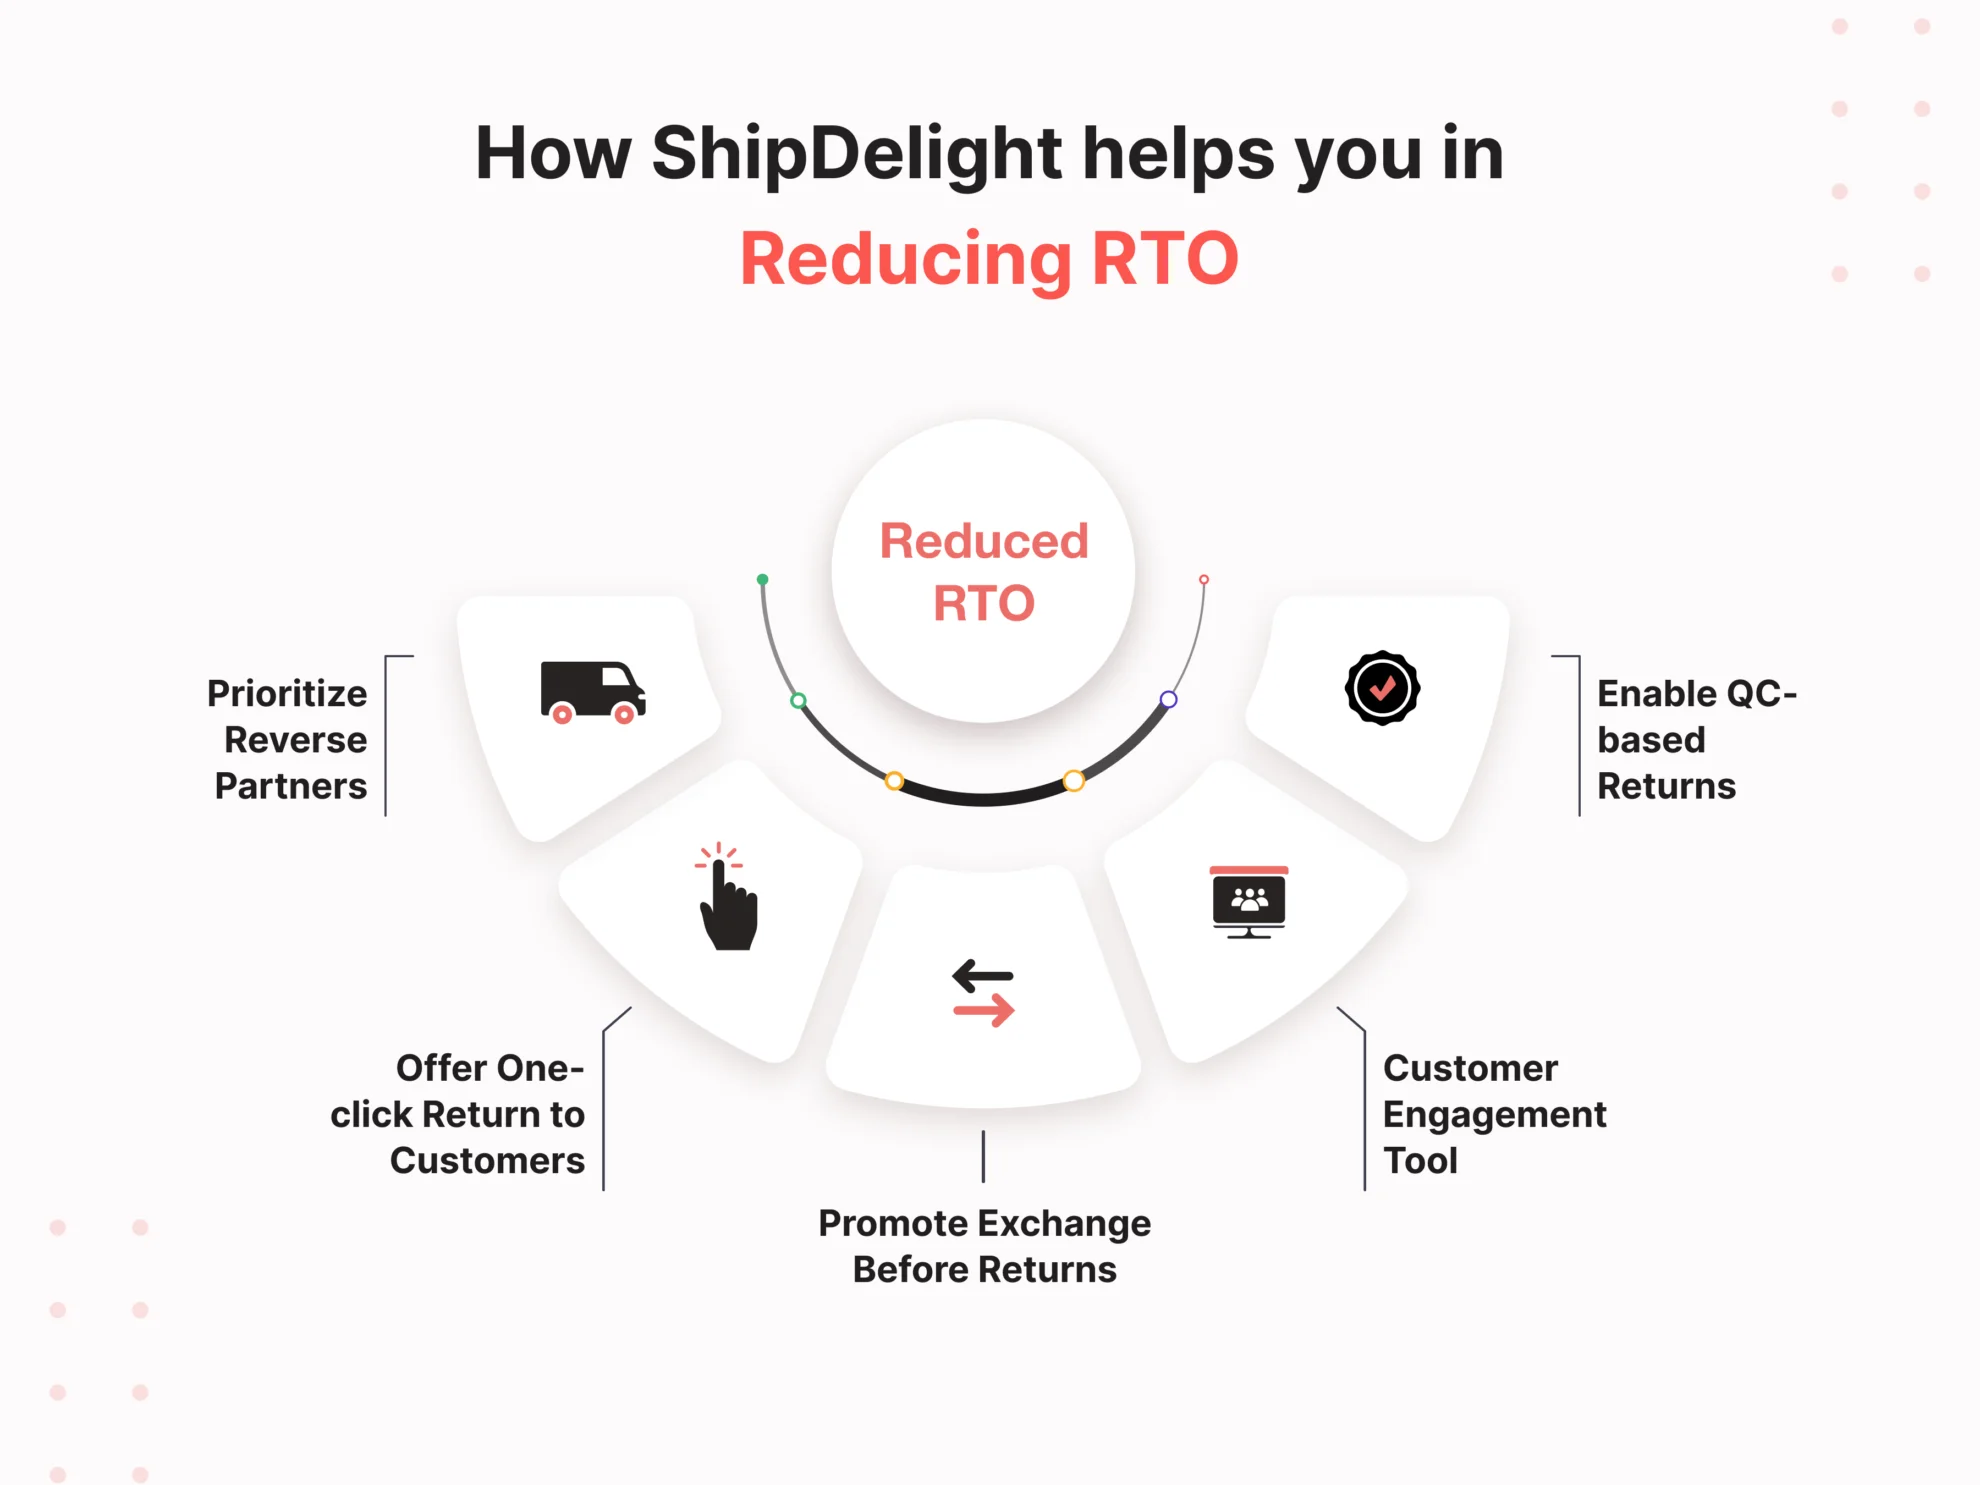 How ShipDelight helps you in
Reducing RTO
Reduced
RTO
Prioritize
Reverse
Partners
Offer One-
click Return to
Customers
Promote Exchange
Before Returns
Customer
Engagement
Tool
Enable QC-
based
Returns